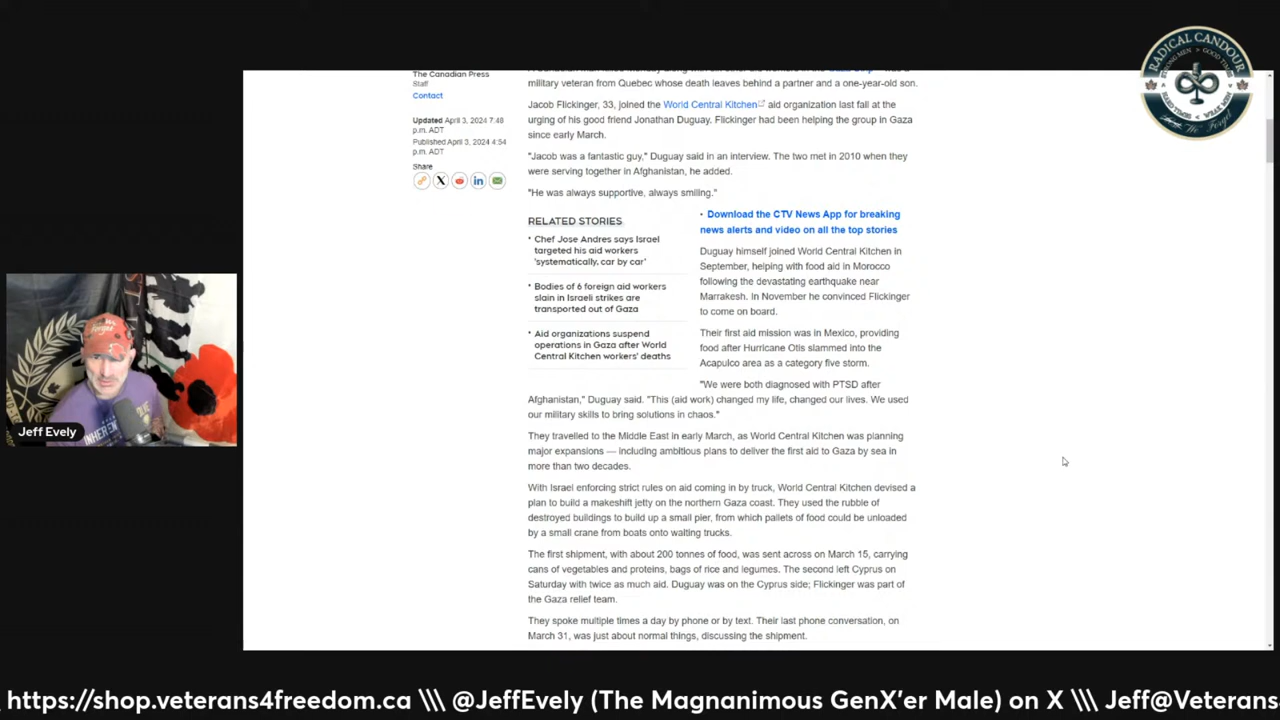 The Canadian Press
Staff
Contact
Updated April 3, 2024 7:48
p.m. ADT
Published April 3, 2024 4:54
p.m. ADT
Share
military veteran from Quebec whose death leaves behind a partner and a one-year-old son.
Jacob Flickinger, 33, joined the World Central Kitchen aid organization last fall at the
urging of his good friend Jonathan Duguay. Flickinger had been helping the group in Gaza
since early March.
"Jacob was a fantastic guy," Duguay said in an interview. The two met in 2010 when they
were serving together in Afghanistan, he added.
"He was always supportive, always smiling."
RELATED STORIES
• Chef Jose Andres says Israel
targeted his aid workers
'systematically, car by car'
• Bodies of 6 foreign aid workers
slain in Israeli strikes are
transported out of Gaza
• Aid organizations suspend
operations in Gaza after World
Central Kitchen workers' deaths
• Download the CTV News App for breaking
news alerts and video on all the top stories
Duguay himself joined World Central Kitchen in
September, helping with food aid in Morocco
following the devastating earthquake near
Marrakesh. In November he convinced Flickinger
to come on board.
Their first aid mission was in Mexico, providing
food after Hurricane Otis slammed into the
Acapulco area as a category five storm.
"We were both diagnosed with PTSD after
Afghanistan," Duguay said. "This (aid work) changed my life, changed our lives. We used
our military skills to bring solutions in chaos."
They travelled to the Middle East in early March, as World Central Kitchen was planning
major expansions — including ambitious plans to deliver the first aid to Gaza by sea in
more than two decades.
With Israel enforcing strict rules on aid coming in by truck, World Central Kitchen devised a
plan to build a makeshift jetty on the northern Gaza coast. They used the rubble of
destroyed buildings to build up a small pier, from which pallets of food could be unloaded
by a small crane from boats onto waiting trucks.
The first shipment, with about 200 tonnes of food, was sent across on March 15, carrying
cans of vegetables and proteins, bags of rice and legumes. The second left Cyprus on
Saturday with twice as much aid. Duguay was on the Cyprus side; Flickinger was part of
the Gaza relief team.
They spoke multiple times a day by phone or by text. Their last phone conversation, on
March 31, was just about normal things, discussing the shipment.
RADICAL CANDOUR
Jeff Evely
https://shop.veterans4freedom.ca \\\ @JeffEvely (The Magnanimous GenX'er Male) on X \\\ Jeff@Veterans